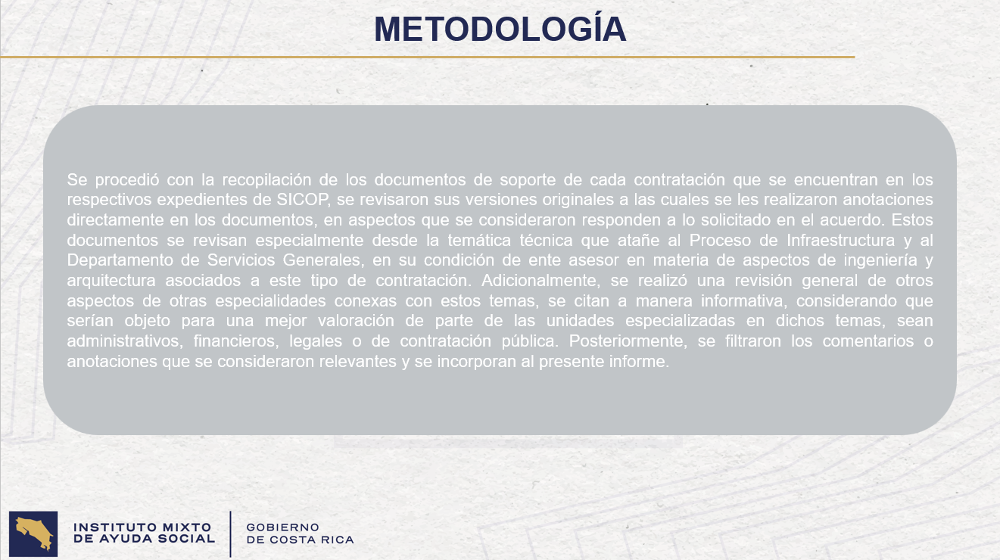 METODOLOGÍA
Se procedió con la recopilación de los documentos de soporte de cada contratación que se encuentran en los
respectivos expedientes de SICOP, se revisaron sus versiones originales a las cuales se les realizaron anotaciones
directamente en los documentos, en aspectos que se consideraron responden a lo solicitado en el acuerdo. Estos
documentos se revisan especialmente desde la temática técnica que atañe al Proceso de Infraestructura y al
Departamento de Servicios Generales, en su condición de ente asesor en materia de aspectos de ingeniería y
arquitectura asociados a este tipo de contratación. Adicionalmente, se realizó una revisión general de otros
aspectos de otras especialidades conexas con estos temas, se citan a manera informativa, considerando que
serían objeto para una mejor valoración de parte de las unidades especializadas en dichos temas, sean
administrativos, financieros, legales o de contratación pública. Posteriormente, se filtraron los comentarios o
anotaciones que se consideraron relevantes y se incorporan al presente informe.
INSTITUTO MIXTO
DE AYUDA SOCIAL
GOBIERNO
DE COSTA RICA